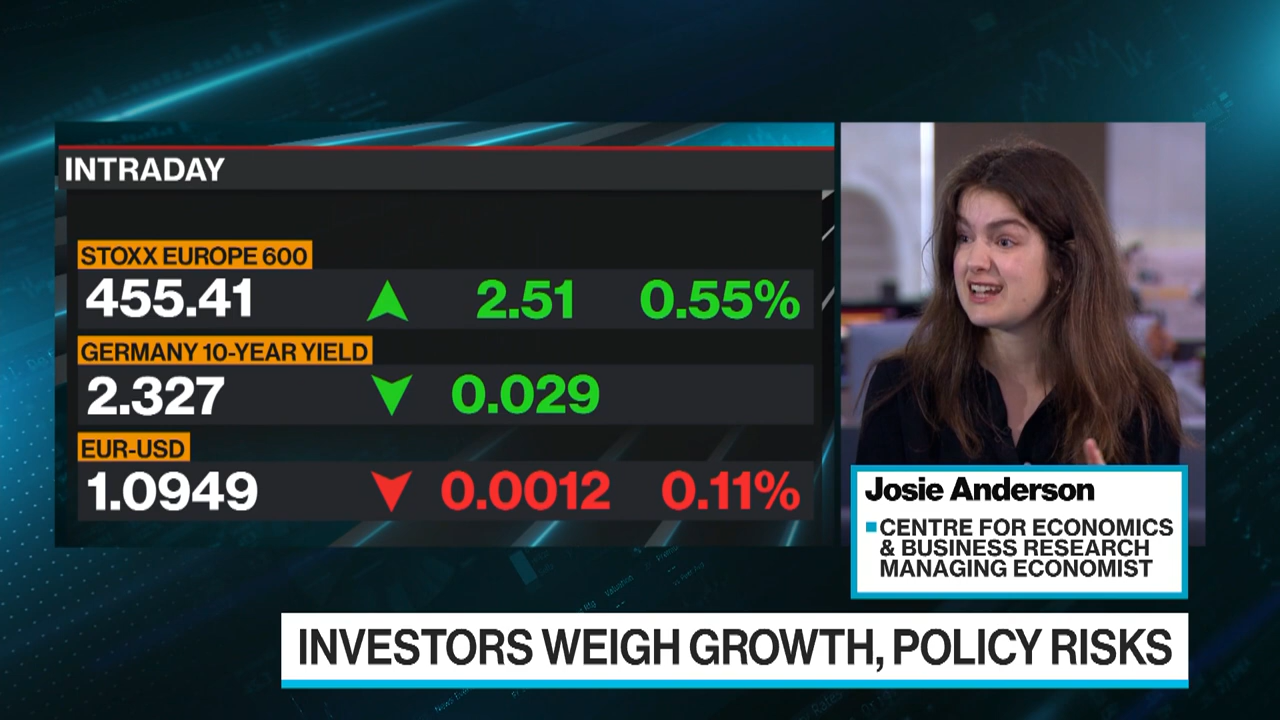 INTRADAY
STOXX EUROPE 600
455.41 ▲ 2.51 0.55%
GERMANY 10-YEAR YIELD
2.327 ▼ 0.029
EUR-USD
1.0949 ▼ 0.0012 0.11%
Josie Anderson
CENTRE FOR ECONOMICS
& BUSINESS RESEARCH
MANAGING ECONOMIST
INVESTORS WEIGH GROWTH, POLICY RISKS